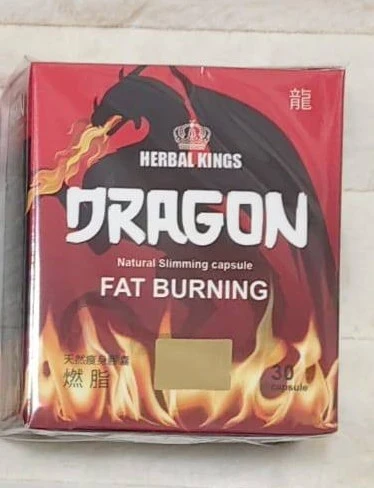 龍
HERBAL KINGS
DRAGON
Natural Slimming capsule
FAT BURNING
天然瘦身膠囊
燃脂
30
capsule